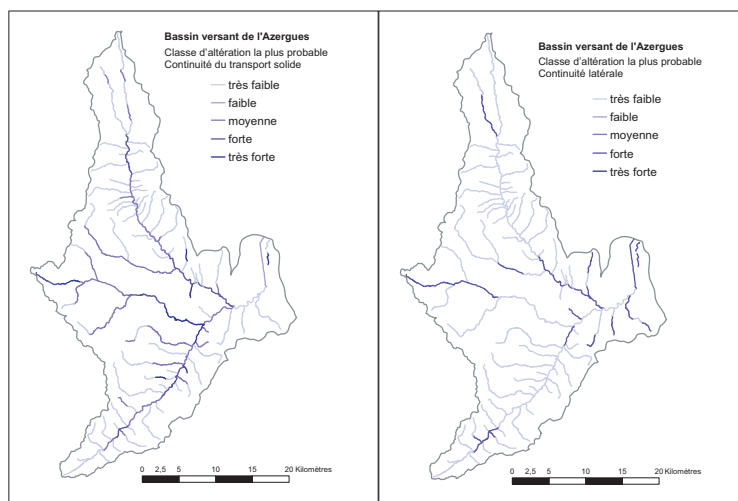 Bassin versant de l'Azergues
Classe d'altération la plus probable
Continuité du transport solide
très faible
faible
moyenne
forte
très forte
0 2,5 5 10 15 20 Kilomètres
Bassin versant de l'Azergues
Classe d'altération la plus probable
Continuité latérale
très faible
faible
moyenne
forte
très forte
0 2,5 5 10 15 20 Kilomètres